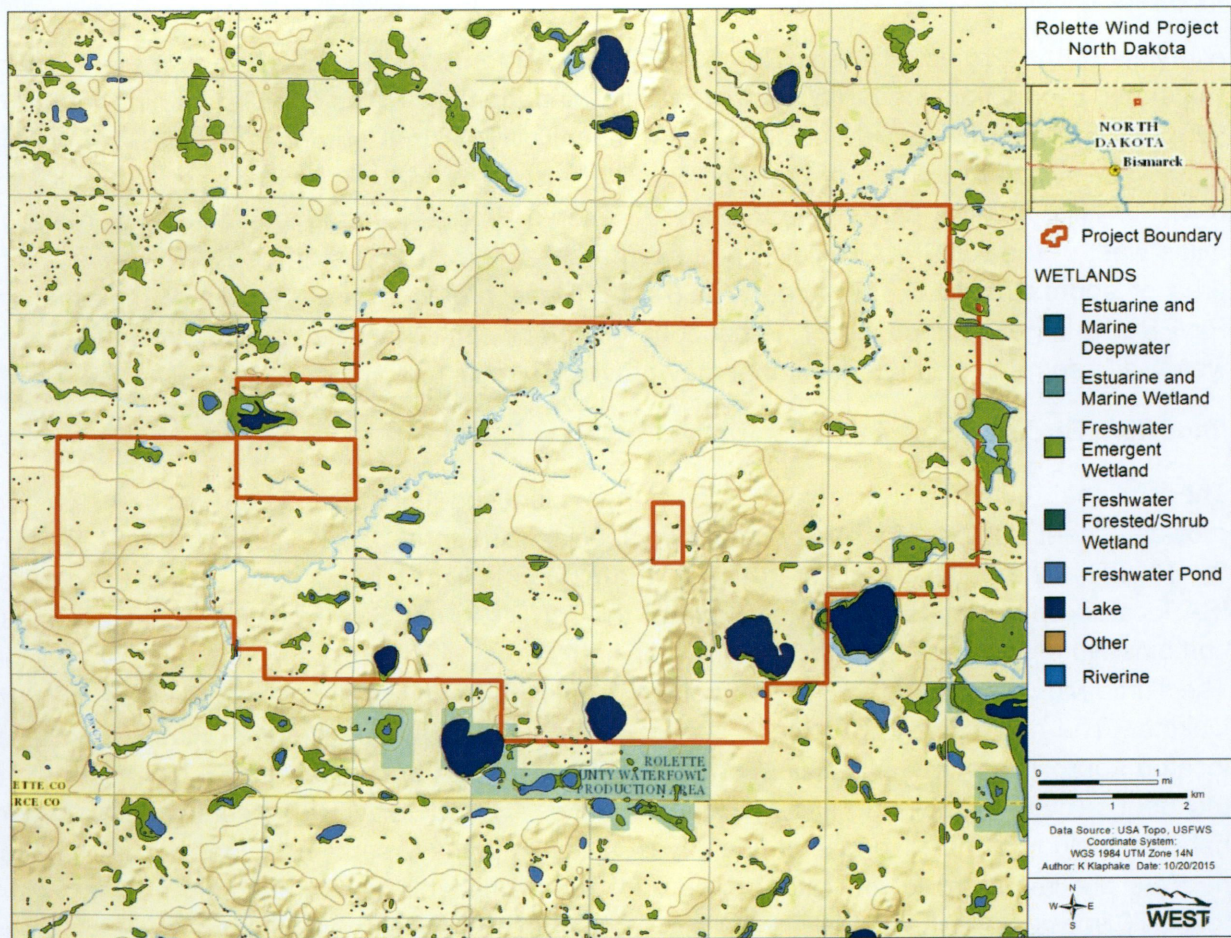 Rolette Wind Project
North Dakota
NORTH
DAKOTA
Bismarck
Project Boundary
WETLANDS
Estuarine and
Marine
Deepwater
Estuarine and
Marine Wetland
Freshwater
Emergent
Wetland
Freshwater
Forested/Shrub
Wetland
Freshwater Pond
Lake
Other
Riverine
ROLETTE
UNTY WATERFOWL
PRODUCTION AREA
ETTE CO
RCE CO
0 1
mi
km
0 1 2
Data Source: USA Topo, USFWS
Coordinate System:
WGS 1984 UTM Zone 14N
Author: K Klaphake Date: 10/20/2015
N
W E
S
WEST